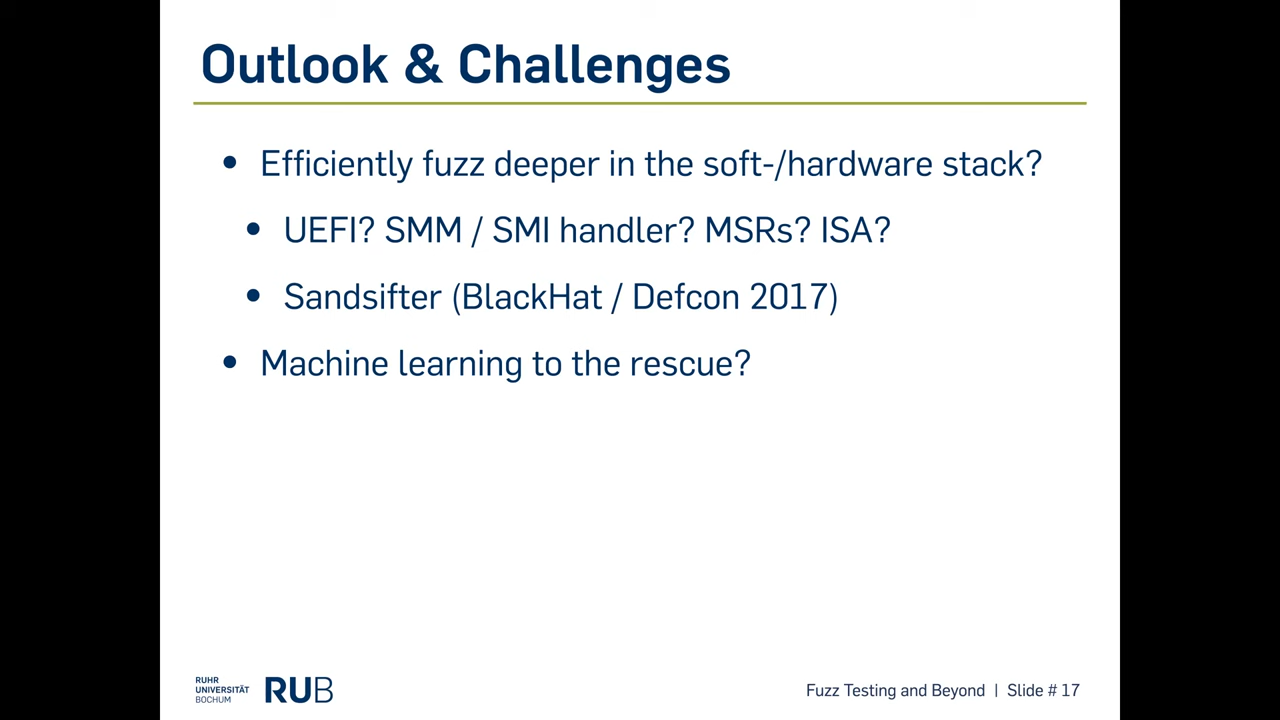 Outlook & Challenges
• Efficiently fuzz deeper in the soft-/hardware stack?
• UEFI? SMM / SMI handler? MSRs? ISA?
• Sandsifter (BlackHat / Defcon 2017)
• Machine learning to the rescue?
RUHR
UNIVERSITÄT
BOCHUM
RUB
Fuzz Testing and Beyond | Slide # 17